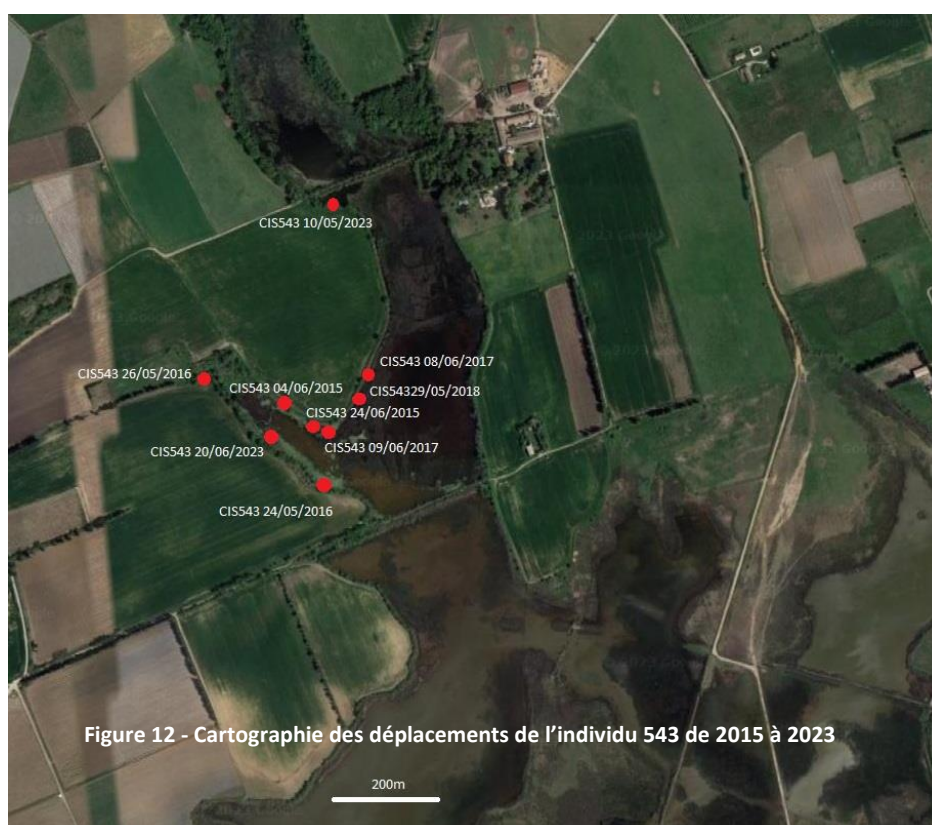 CIS543 10/05/2023
CIS543 08/06/2017
CIS543 26/05/2016
CIS543 04/06/2015
CIS54329/05/2018
CIS543 24/06/2015
CIS543 09/06/2017
CIS543 20/06/2023
CIS543 24/05/2016
Figure 12 - Cartographie des déplacements de l'individu 543 de 2015 à 2023
200m